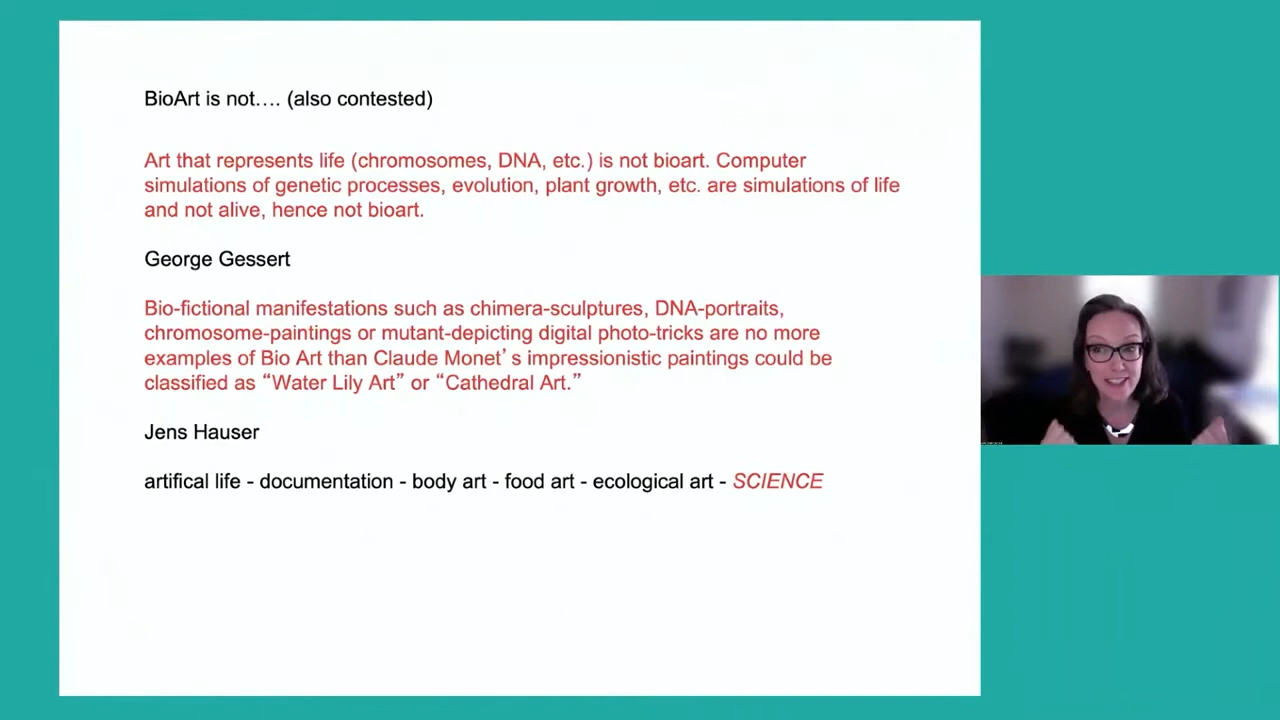 BioArt is not…. (also contested)
Art that represents life (chromosomes, DNA, etc.) is not bioart. Computer
simulations of genetic processes, evolution, plant growth, etc. are simulations of life
and not alive, hence not bioart.
George Gessert
Bio-fictional manifestations such as chimera-sculptures, DNA-portraits,
chromosome-paintings or mutant-depicting digital photo-tricks are no more
examples of Bio Art than Claude Monet’s impressionistic paintings could be
classified as “Water Lily Art” or “Cathedral Art.”
Jens Hauser
artifical life - documentation - body art - food art - ecological art - SCIENCE